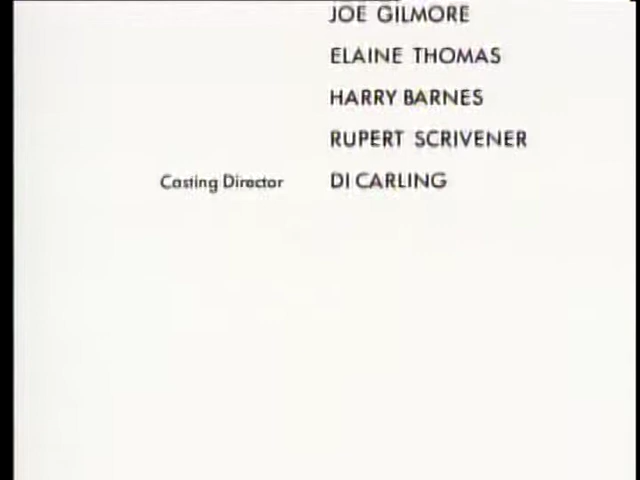 JOE GILMORE
ELAINE THOMAS
HARRY BARNES
RUPERT SCRIVENER
Casting Director DI CARLING